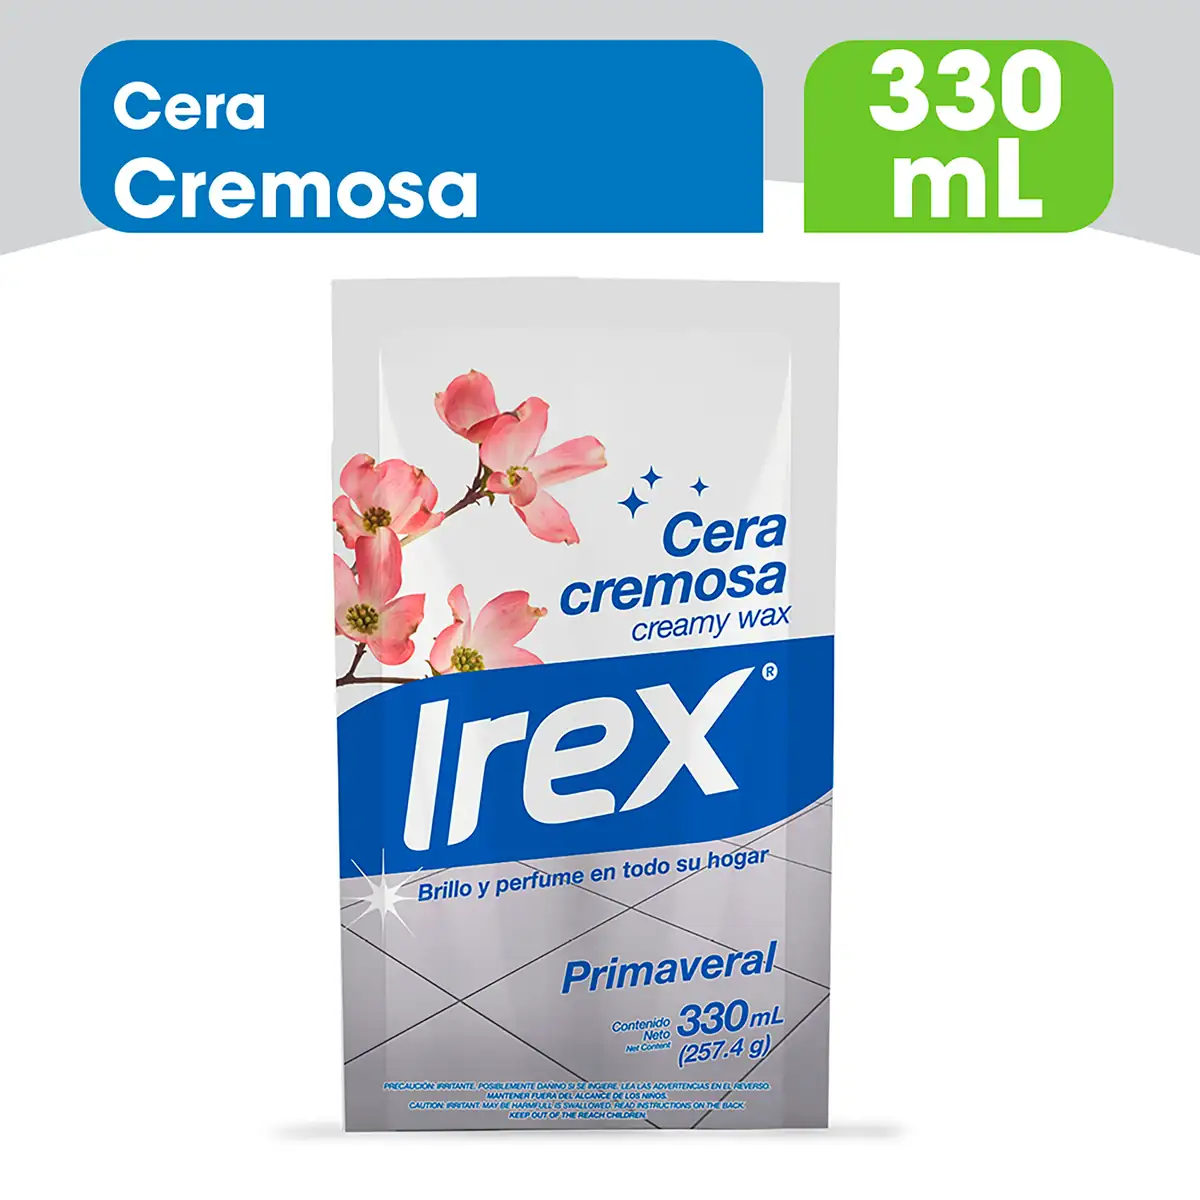 Cera
Cremosa
330
mL
Cera
cremosa
creamy wax
Irex®
Brillo y perfume en todo su hogar
Primaveral
Contenido
Neto
Net Content
330 mL
(257.4 g)
PRECAUCIÓN: IRRITANTE. POSIBLEMENTE DAÑINO SI SE INGIERE. LEA LAS ADVERTENCIAS EN EL REVERSO.
MANTENER FUERA DEL ALCANCE DE LOS NIÑOS.
CAUTION: IRRITANT. MAY BE HARMFULL IS SWALLOWED. READ INSTRUCTIONS ON THE BACK.
KEEP OUT OF THE REACH CHILDREN.